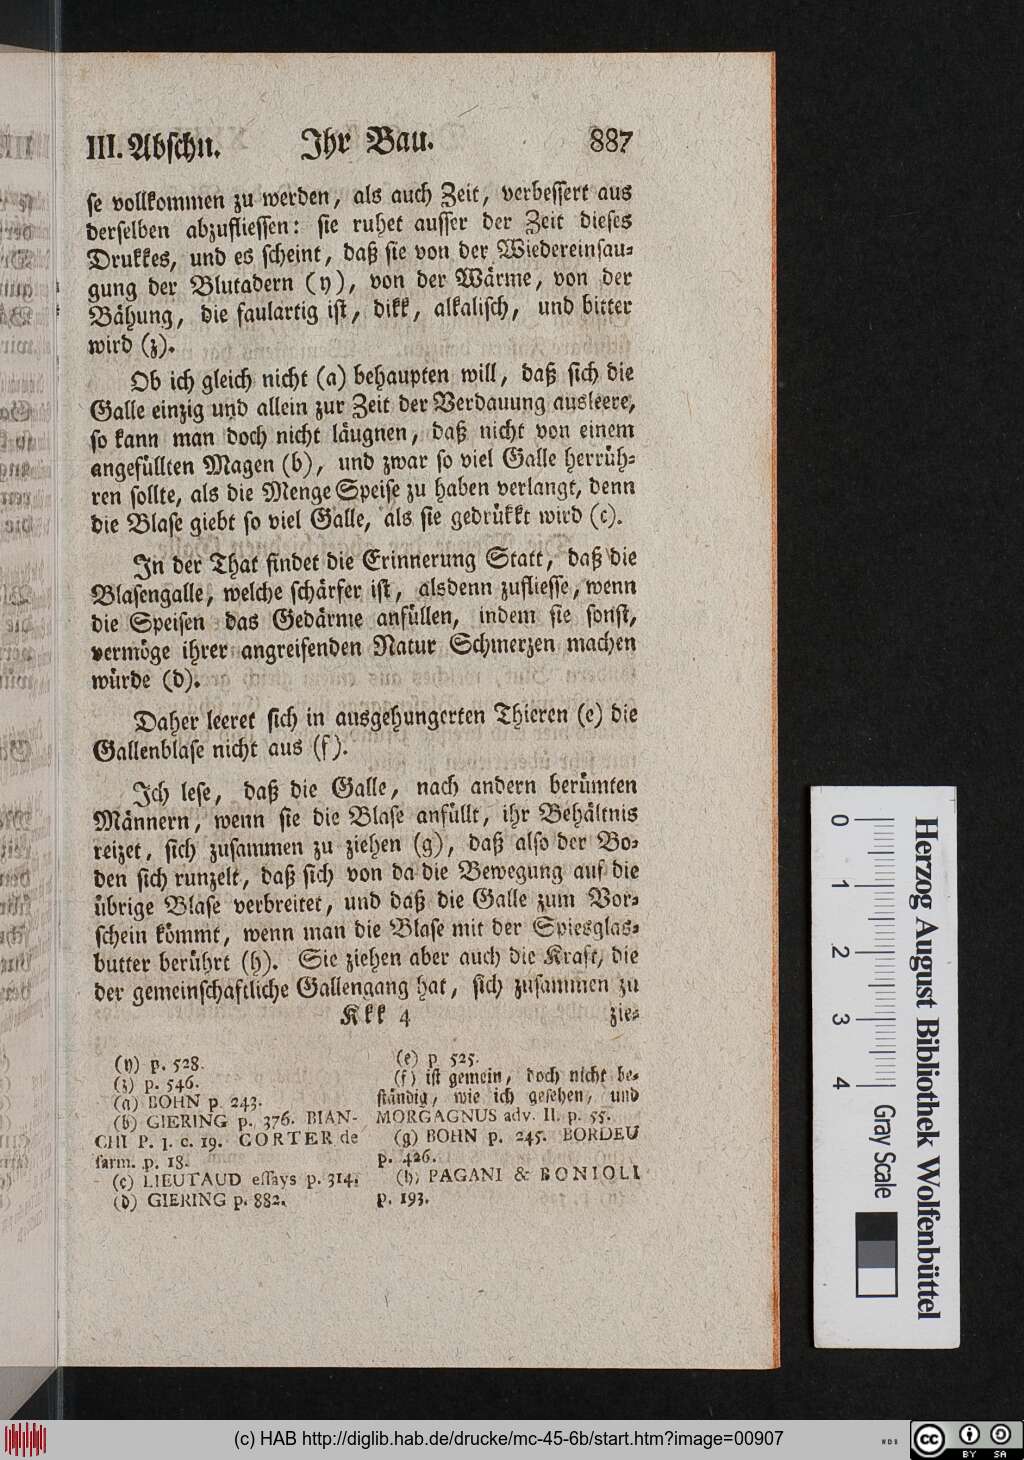 III. Abschn. Ihr Bau. 887
se vollkommen zu werden, als auch Zeit, verbessert aus
derselben abzufliessen: sie ruhet ausser der Zeit dieses
Drukkes, und es scheint, daß sie von der Wiedereinsau-
gung der Blutadern (y), von der Wärme, von der
Bähung, die faulartig ist, dikk, alkalisch, und bitter
wird (z).
Ob ich gleich nicht (a) behaupten will, daß sich die
Galle einzig und allein zur Zeit der Verdauung ausleere,
so kann man doch nicht läugnen, daß nicht von einem
angefüllten Magen (b), und zwar so viel Galle herrüh-
ren sollte, als die Menge Speise zu haben verlangt, denn
die Blase giebt so viel Galle, als sie gedrükkt wird (c).
In der That findet die Erinnerung Statt, daß die
Blasengalle, welche schärfer ist, alsdenn zufliesse, wenn
die Speisen das Gedärme anfüllen, indem sie sonst,
vermöge ihrer angreifenden Natur Schmerzen machen
würde (d).
Daher leeret sich in ausgehungerten Thieren (e) die
Gallenblase nicht aus (f).
Ich lese, daß die Galle, nach andern berümten
Männern, wenn sie die Blase anfüllt, ihr Behältnis
reizet, sich zusammen zu ziehen (g), daß also der Bo-
den sich runzelt, daß sich von da die Bewegung auf die
übrige Blase verbreitet, und daß die Galle zum Vor-
schein kömmt, wenn man die Blase mit der Spiesglas-
butter berührt (h). Sie ziehen aber auch die Kraft, die
der gemeinschaftliche Gallengang hat, sich zusammen zu
Kkk 4 zie-
(y) p. 528.
(z) p. 546.
(a) BOHN p. 243.
(b) GIERING p. 376. BIAN-
CHI P. J. c. 19. GORTER de
farm. p. 18.
(c) LIEUTAUD essays p. 314.
(d) GIERING p. 882.
(e) p 525.
(f) ist gemein, doch nicht be-
ständig, wie ich gesehen, und
MORGAGNUS adv. II. p. 55.
(g) BOHN p. 245. BORDEU
p. 426.
(h) PAGANI & BONIOLI
p. 193.
0 1 2 3 4 Gray Scale
Herzog August Bibliothek Wolfenbüttel
(c) HAB http://diglib.hab.de/drucke/mc-45-6b/start.htm?image=00907
cc BY SA